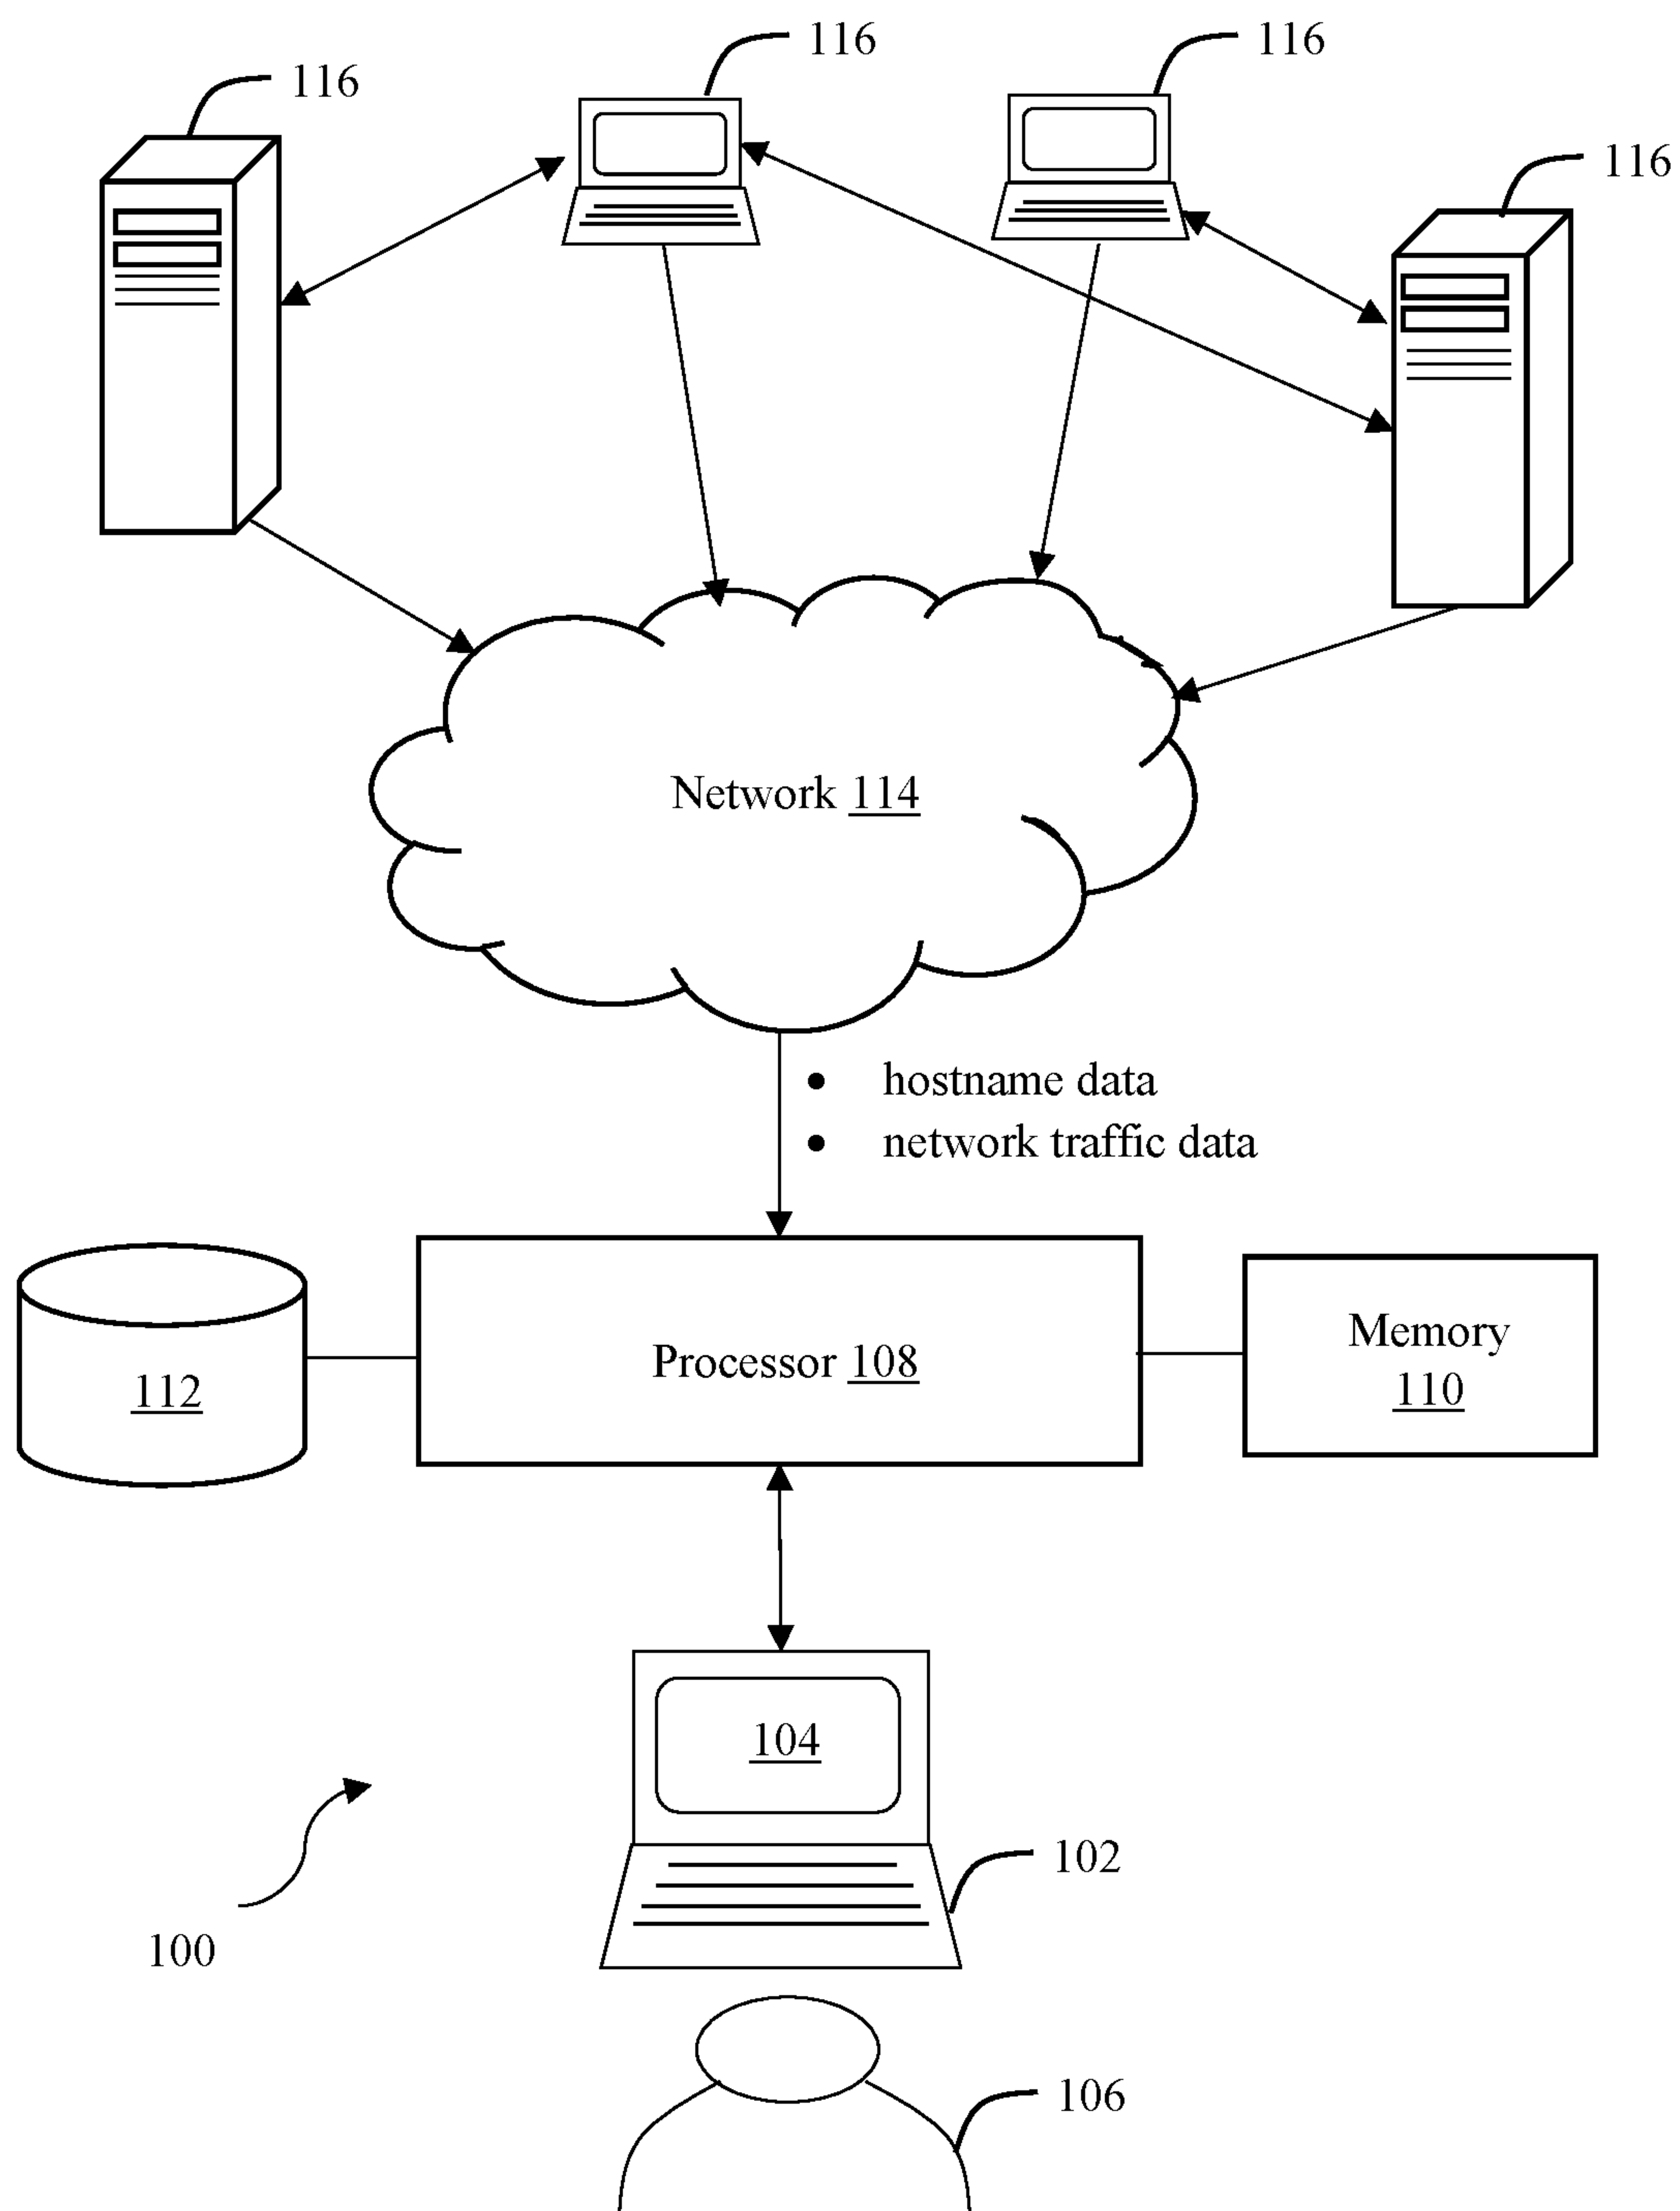 116
116
116
116
Network 114
• hostname data
• network traffic data
Processor 108
Memory
110
112
104
102
100
106